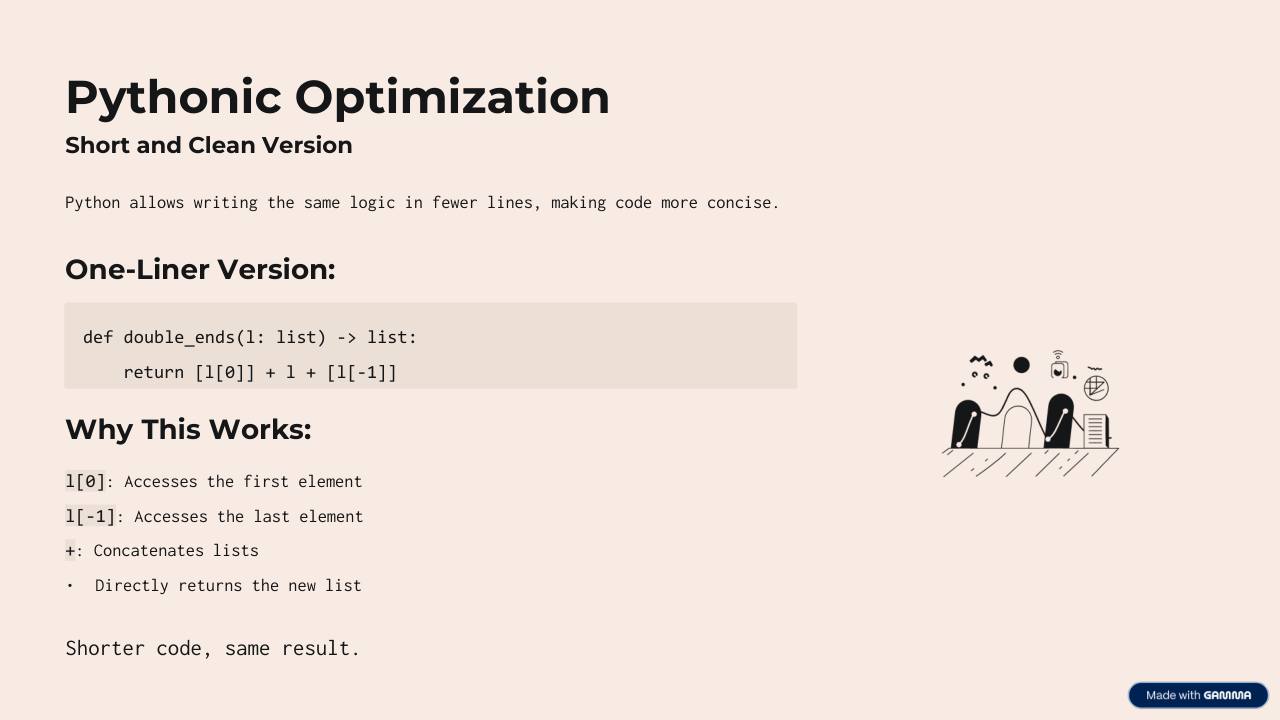 Pythonic Optimization
Short and Clean Version
Python allows writing the same logic in fewer lines, making code more concise.
One-Liner Version:
def double_ends(l: list) -> list:
    return [l[0]] + l + [l[-1]]
Why This Works:
l[0]: Accesses the first element
l[-1]: Accesses the last element
+: Concatenates lists
• Directly returns the new list
Shorter code, same result.
Made with GAMMA